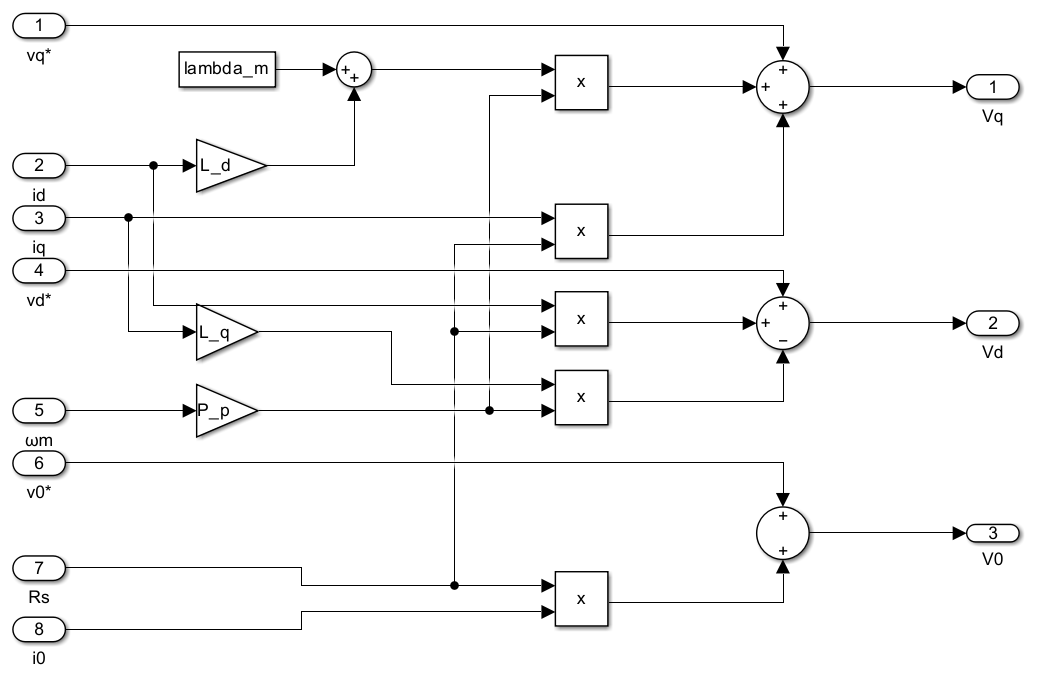 1
vq*
lambda_m
+
+
x
+
+
+
1
Vq
2
id
L_d
3
iq
x
4
vd*
x
+
+
−
2
Vd
L_q
x
5
ωm
P_p
6
v0*
+
+
3
V0
7
Rs
x
8
i0